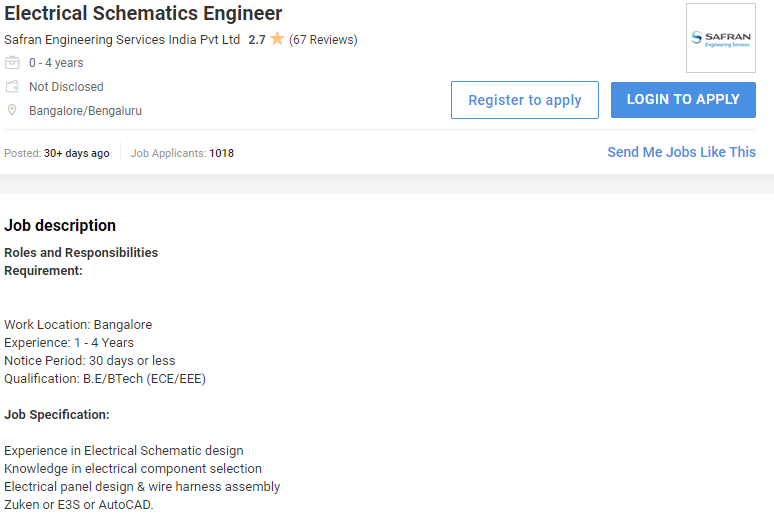 Electrical Schematics Engineer
Safran Engineering Services India Pvt Ltd 2.7 (67 Reviews)
SAFRAN
Engineering Services
0 - 4 years
Not Disclosed
Bangalore/Bengaluru
Register to apply
LOGIN TO APPLY
Posted: 30+ days ago Job Applicants: 1018
Send Me Jobs Like This
Job description
Roles and Responsibilities
Requirement:
Work Location: Bangalore
Experience: 1 - 4 Years
Notice Period: 30 days or less
Qualification: B.E/BTech (ECE/EEE)
Job Specification:
Experience in Electrical Schematic design
Knowledge in electrical component selection
Electrical panel design & wire harness assembly
Zuken or E3S or AutoCAD.